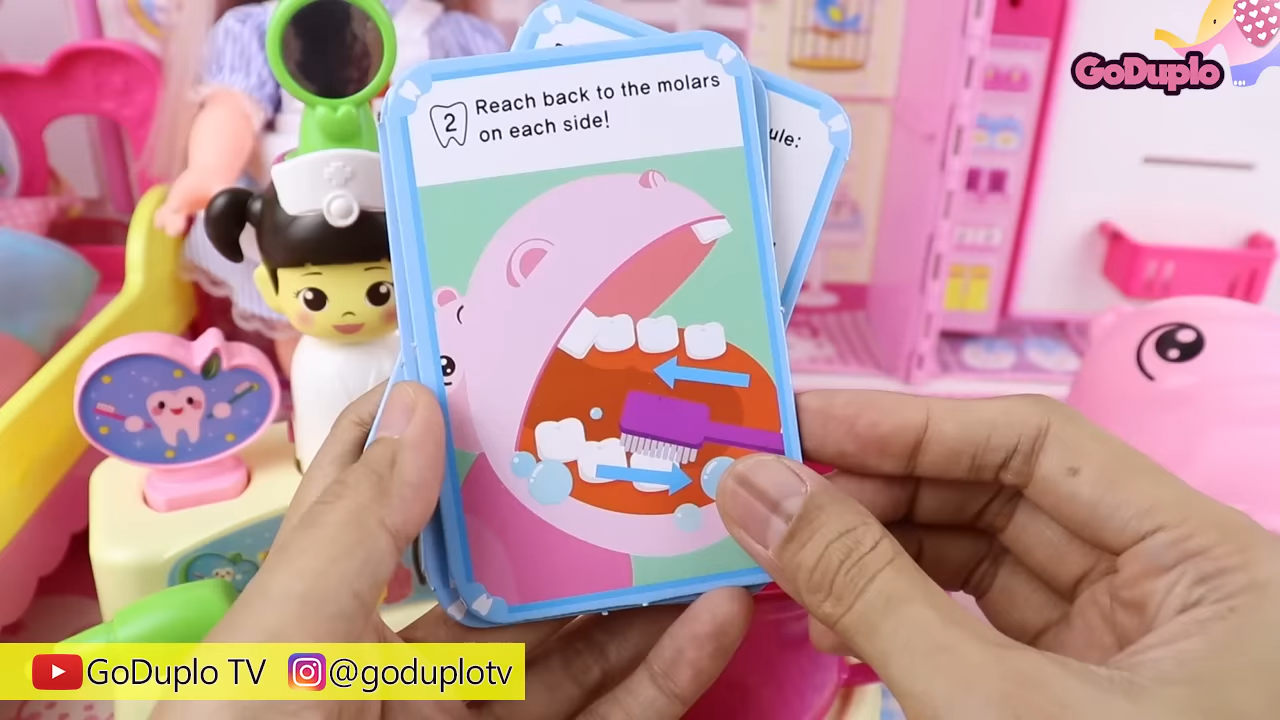 GoDuplo
2 Reach back to the molars
on each side!
ule:
GoDuplo TV @goduplotv